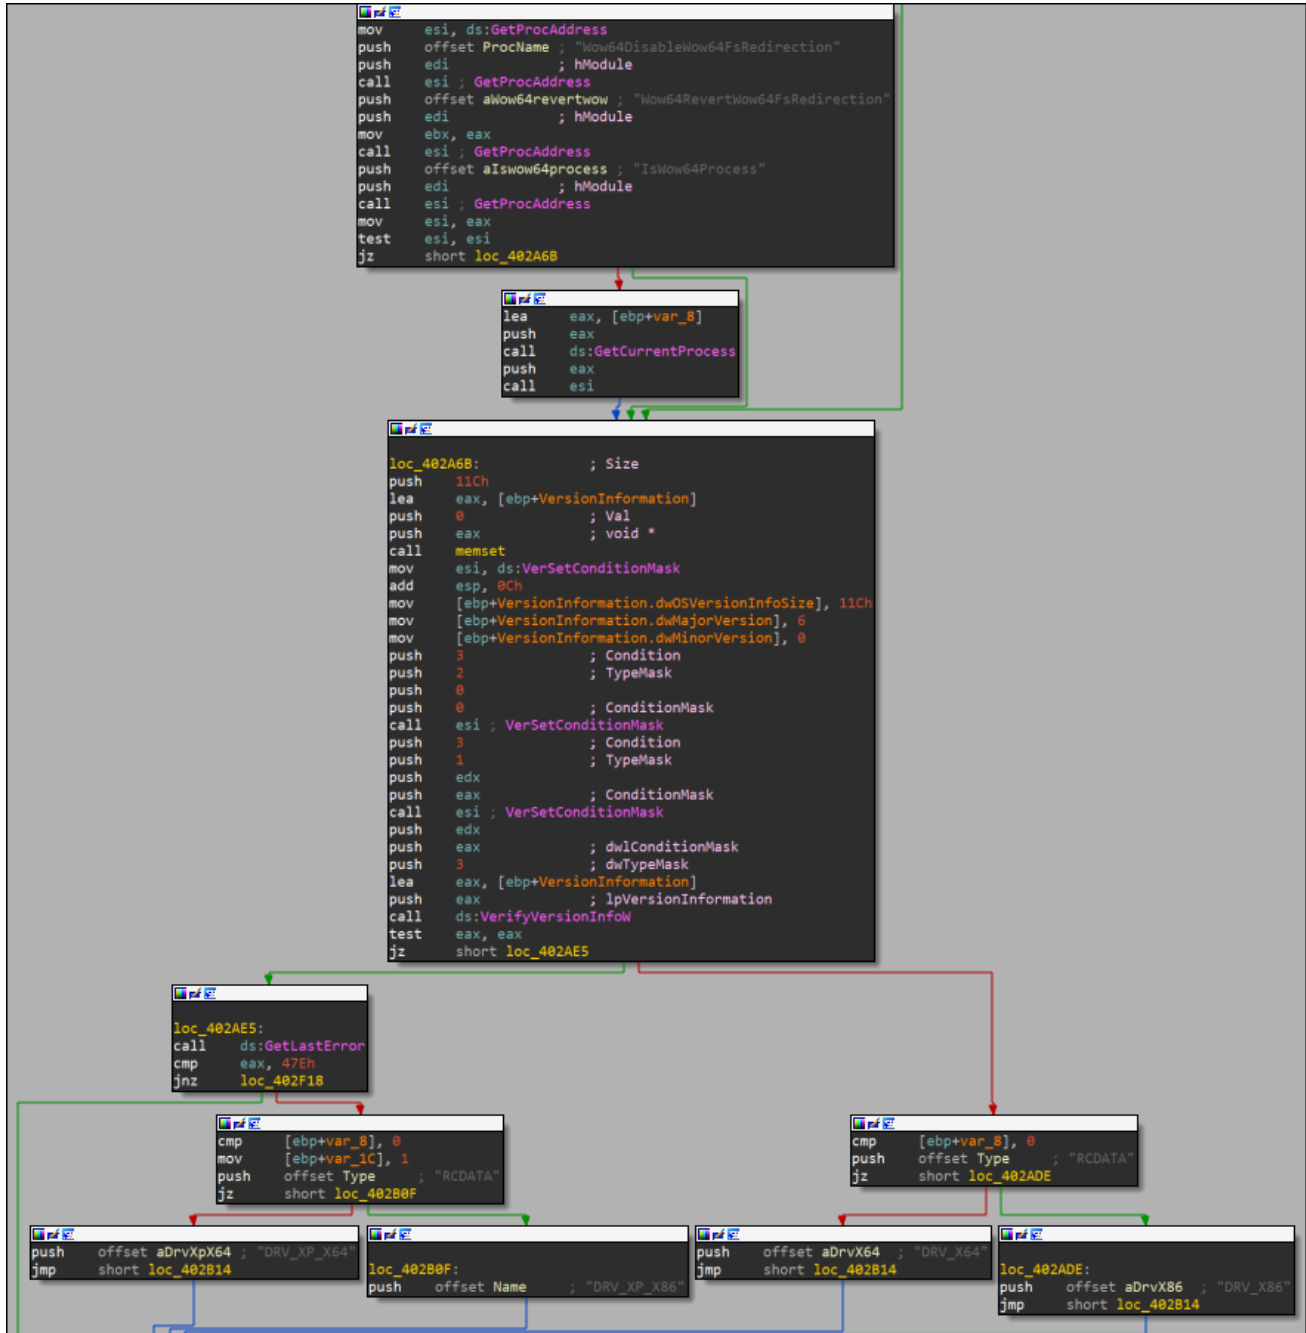 mov esi, ds:GetProcAddress
push offset ProcName ; "Wow64DisableWow64FsRedirection"
push edi ; hModule
call esi ; GetProcAddress
push offset aWow64revertwow ; "Wow64RevertWow64FsRedirection"
push edi ; hModule
mov ebx, eax
call esi ; GetProcAddress
push offset aIswow64process ; "IsWow64Process"
push edi ; hModule
call esi ; GetProcAddress
mov esi, eax
test esi, esi
jz short loc_402A6B
lea eax, [ebp+var_8]
push eax
call ds:GetCurrentProcess
push eax
call esi
loc_402A6B: ; Size
push 11Ch
lea eax, [ebp+VersionInformation]
push 0 ; Val
push eax ; void *
call memset
mov esi, ds:VerSetConditionMask
add esp, 0Ch
mov [ebp+VersionInformation.dwOSVersionInfoSize], 11Ch
mov [ebp+VersionInformation.dwMajorVersion], 6
mov [ebp+VersionInformation.dwMinorVersion], 0
push 3 ; Condition
push 2 ; TypeMask
push 0
push 0 ; ConditionMask
call esi ; VerSetConditionMask
push 3 ; Condition
push 1 ; TypeMask
push edx
push eax ; ConditionMask
call esi ; VerSetConditionMask
push edx
push eax ; dwlConditionMask
push 3 ; dwTypeMask
lea eax, [ebp+VersionInformation]
push eax ; lpVersionInformation
call ds:VerifyVersionInfoW
test eax, eax
jz short loc_402AE5
loc_402AE5:
call ds:GetLastError
cmp eax, 47Eh
jnz loc_402F18
cmp [ebp+var_8], 0
mov [ebp+var_1C], 1
push offset Type ; "RCDATA"
jz short loc_402B0F
cmp [ebp+var_8], 0
push offset Type ; "RCDATA"
jz short loc_402ADE
push offset aDrvXpX64 ; "DRV_XP_X64"
jmp short loc_402B14
loc_402B0F:
push offset Name ; "DRV_XP_X86"
push offset aDrvX64 ; "DRV_X64"
jmp short loc_402B14
loc_402ADE:
push offset aDrvX86 ; "DRV_X86"
jmp short loc_402B14